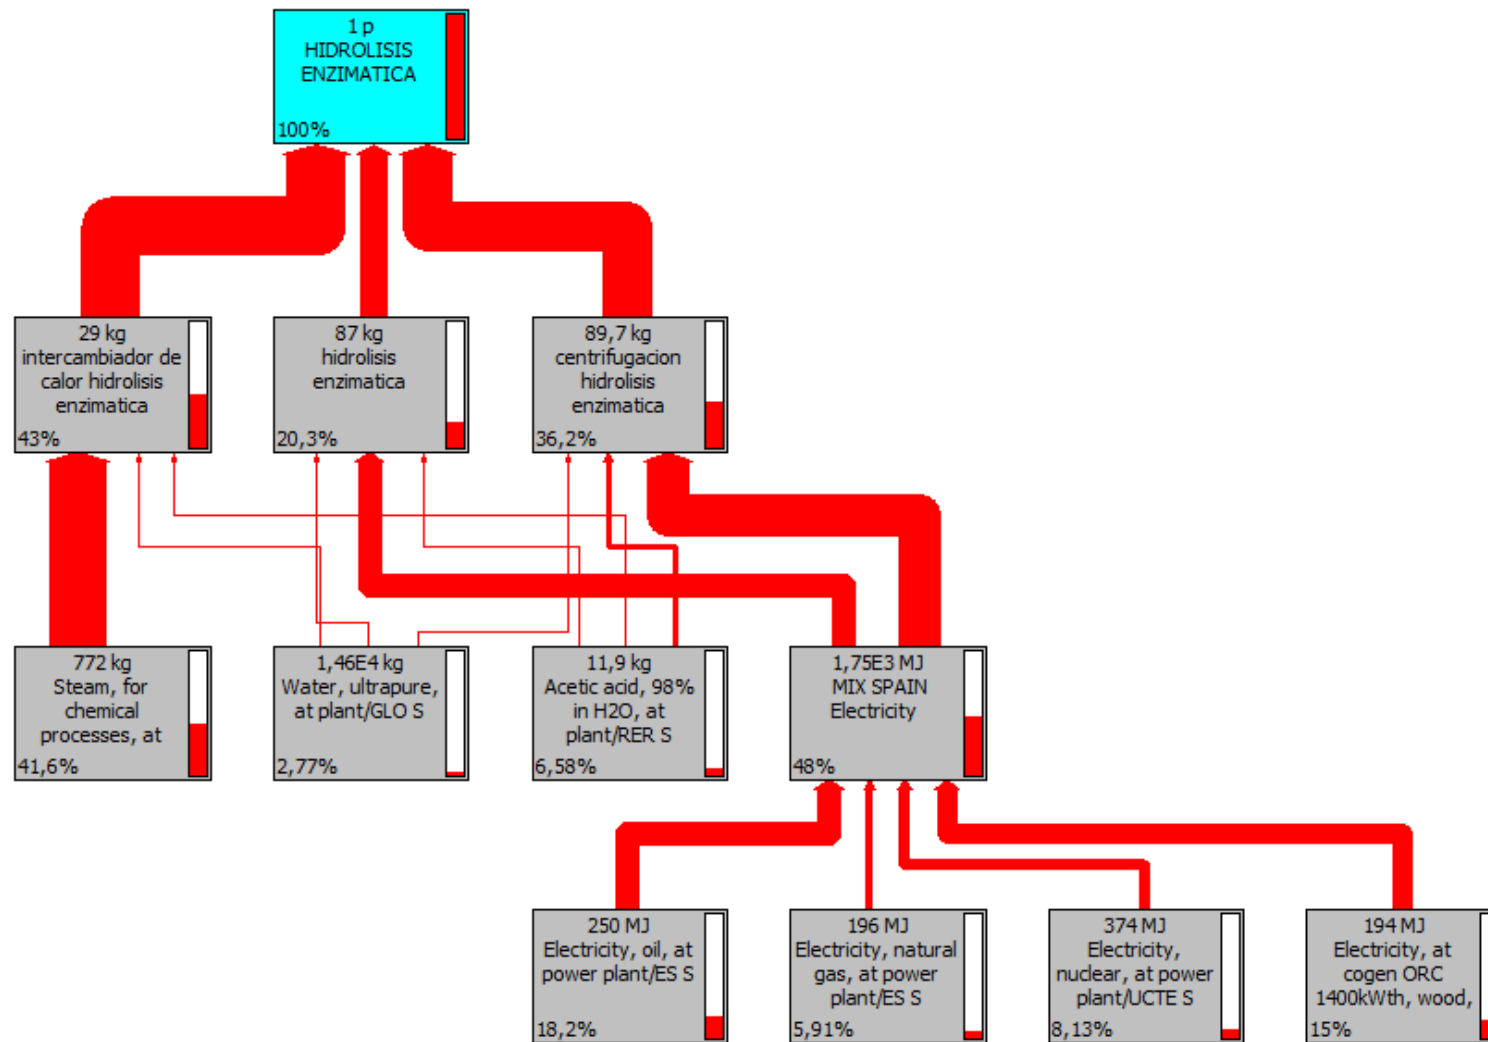 1 p
HIDROLISIS
ENZIMATICA
100%
29 kg
intercambiador de
calor hidrolisis
enzimatica
43%
87 kg
hidrolisis
enzimatica
20,3%
89,7 kg
centrifugacion
hidrolisis
enzimatica
36,2%
772 kg
Steam, for
chemical
processes, at
41,6%
1,46E4 kg
Water, ultrapure,
at plant/GLO S
2,77%
11,9 kg
Acetic acid, 98%
in H2O, at
plant/RER S
6,58%
1,75E3 MJ
MIX SPAIN
Electricity
48%
250 MJ
Electricity, oil, at
power plant/ES S
18,2%
196 MJ
Electricity, natural
gas, at power
plant/ES S
5,91%
374 MJ
Electricity,
nuclear, at power
plant/UCTE S
8,13%
194 MJ
Electricity, at
cogen ORC
1400kWth, wood,
15%